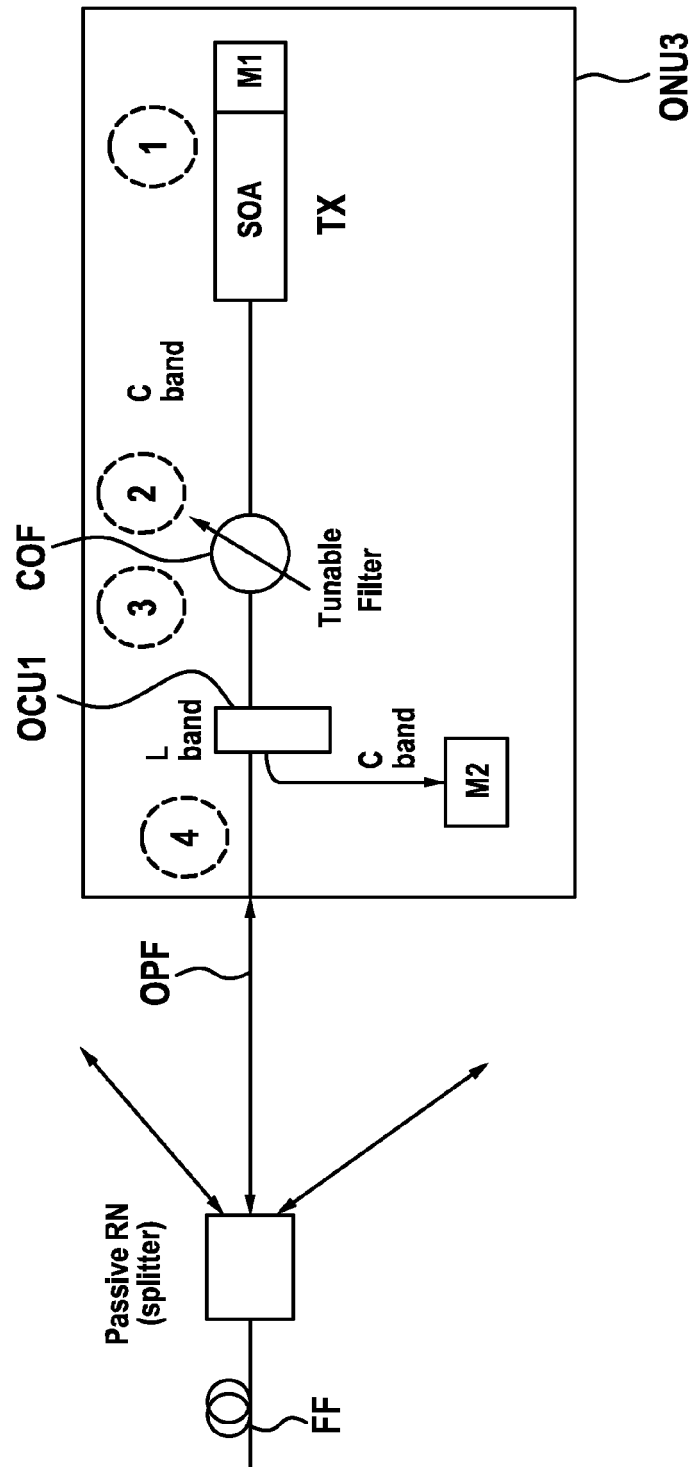 Passive RN
(splitter)
FF
OPF
4
L
band
OCU1
3
COF
2
C
band
1
Tunable
Filter
SOA
M1
TX
C
band
M2
ONU3